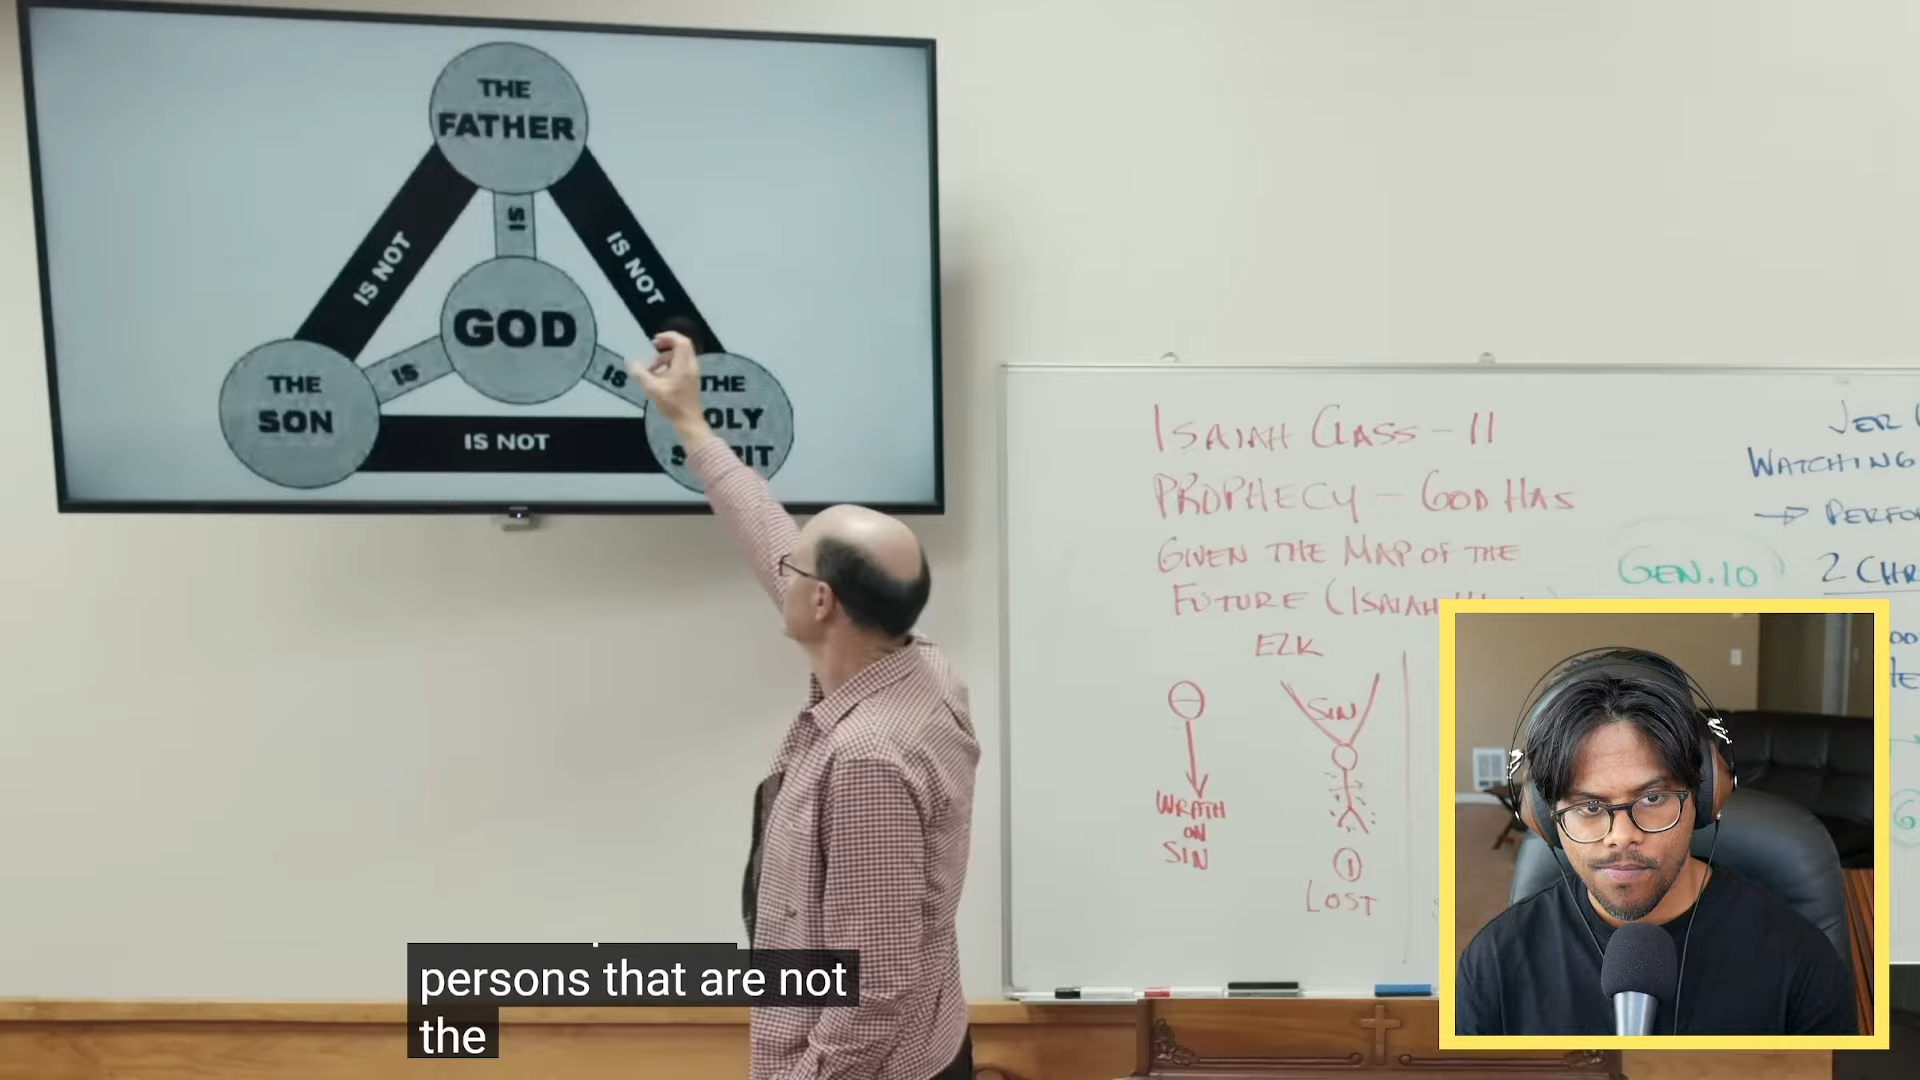 THE
FATHER
IS
IS NOT
IS NOT
GOD
IS
IS
THE
SON
THE
IS NOT
ISAIAH CLASS - 11
PROPHECY - GOD HAS
GIVEN THE MAP OF THE
FUTURE (ISAIAH
EZK
SIN
WRATH
ON
SIN
1
LOST
GEN.10
JER
WATCHING
→
2 CHR
persons that are not
the